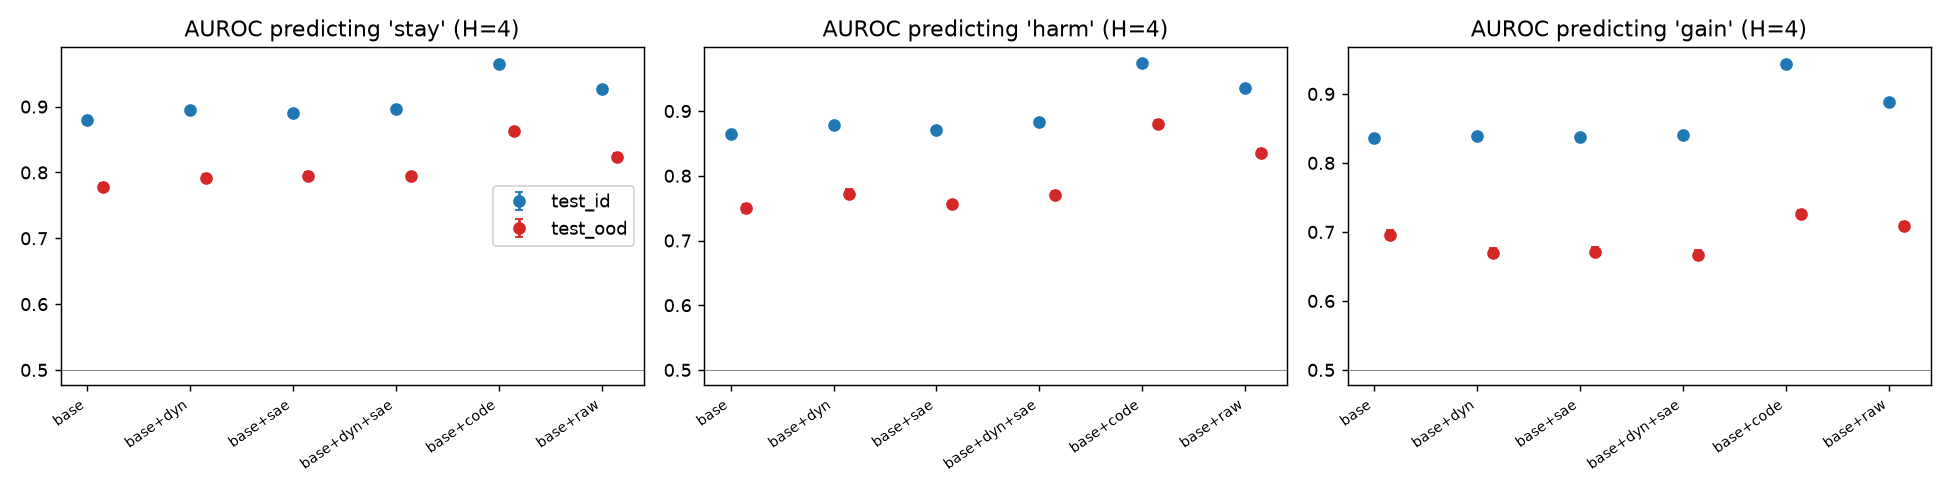 AUROC predicting 'stay' (H=4)
0.9
0.8
0.7
0.6
0.5
test_id
test_ood
base
base+dyn
base+sae
base+dyn+sae
base+code
base+raw
AUROC predicting 'harm' (H=4)
0.9
0.8
0.7
0.6
0.5
base
base+dyn
base+sae
base+dyn+sae
base+code
base+raw
AUROC predicting 'gain' (H=4)
0.9
0.8
0.7
0.6
0.5
base
base+dyn
base+sae
base+dyn+sae
base+code
base+raw